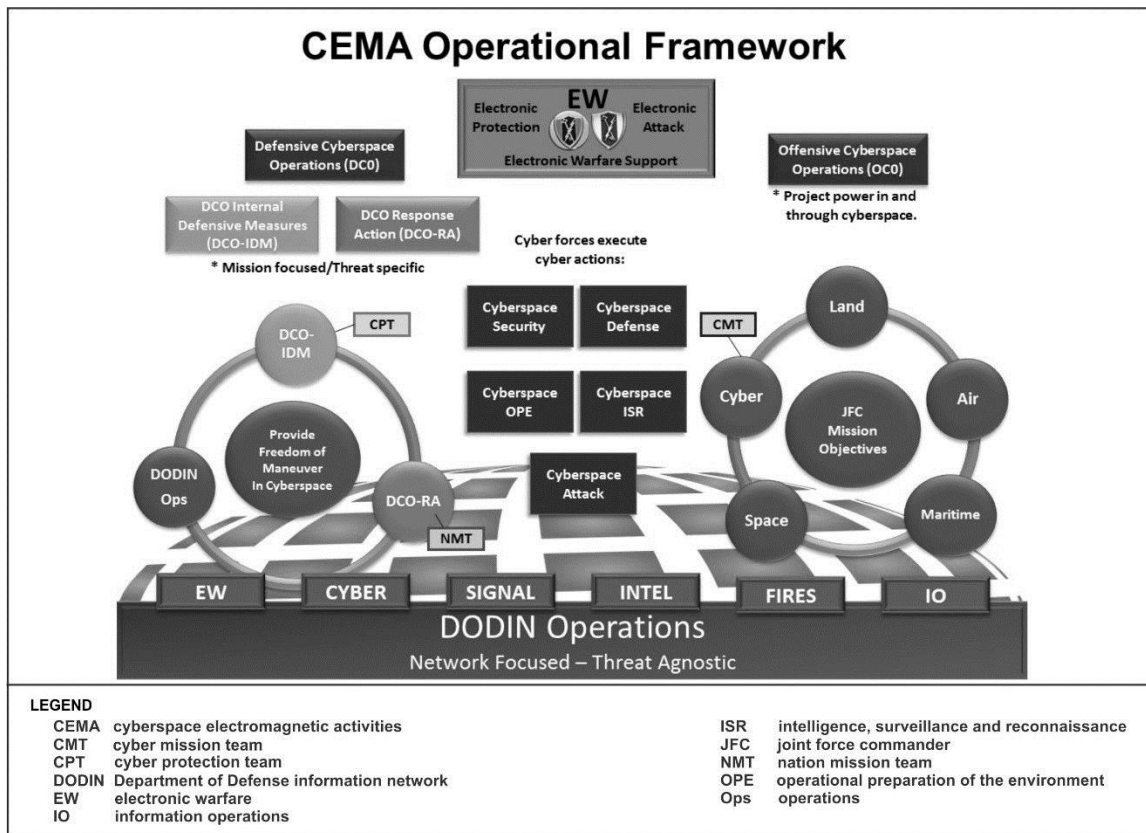 CEMA Operational Framework
EW
Electronic
Protection
Electronic
Attack
Electronic Warfare Support
Defensive Cyberspace
Operations (DC0)
Offensive Cyberspace
Operations (OC0)
* Project power in and
through cyberspace.
DCO Internal
Defensive Measures
(DCO-IDM)
DCO Response
Action (DCO-RA)
* Mission focused/Threat specific
Cyber forces execute
cyber actions:
Cyberspace
Security
Cyberspace
Defense
Cyberspace
OPE
Cyberspace
ISR
Cyberspace
Attack
DCO-
IDM
CPT
Provide
Freedom of
Maneuver
In Cyberspace
DODIN
Ops
DCO-RA
NMT
CMT
Land
Cyber
Air
JFC
Mission
Objectives
Space
Maritime
EW
CYBER
SIGNAL
INTEL
FIRES
IO
DODIN Operations
Network Focused – Threat Agnostic
LEGEND
CEMA cyberspace electromagnetic activities
CMT cyber mission team
CPT cyber protection team
DODIN Department of Defense information network
EW electronic warfare
IO information operations
ISR intelligence, surveillance and reconnaissance
JFC joint force commander
NMT nation mission team
OPE operational preparation of the environment
Ops operations